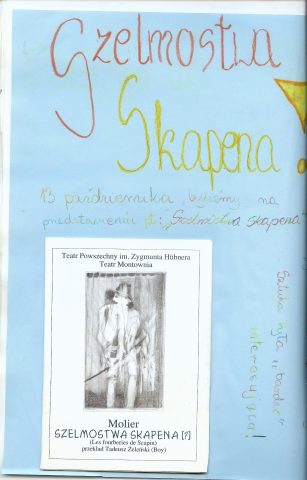 Szelmostwa
Skapena.
13 października byliśmy na
przedstawieniu pt: „Szelmostwa Skapena"
Sztuka była „bardzo"
interesująca!
Teatr Powszechny im. Zygmunta Hübnera
Teatr Montownia
Molier
SZELMOSTWA SKAPENA [?]
(Les fourberies de Scapin)
przekład Tadeusz Żeleński (Boy)